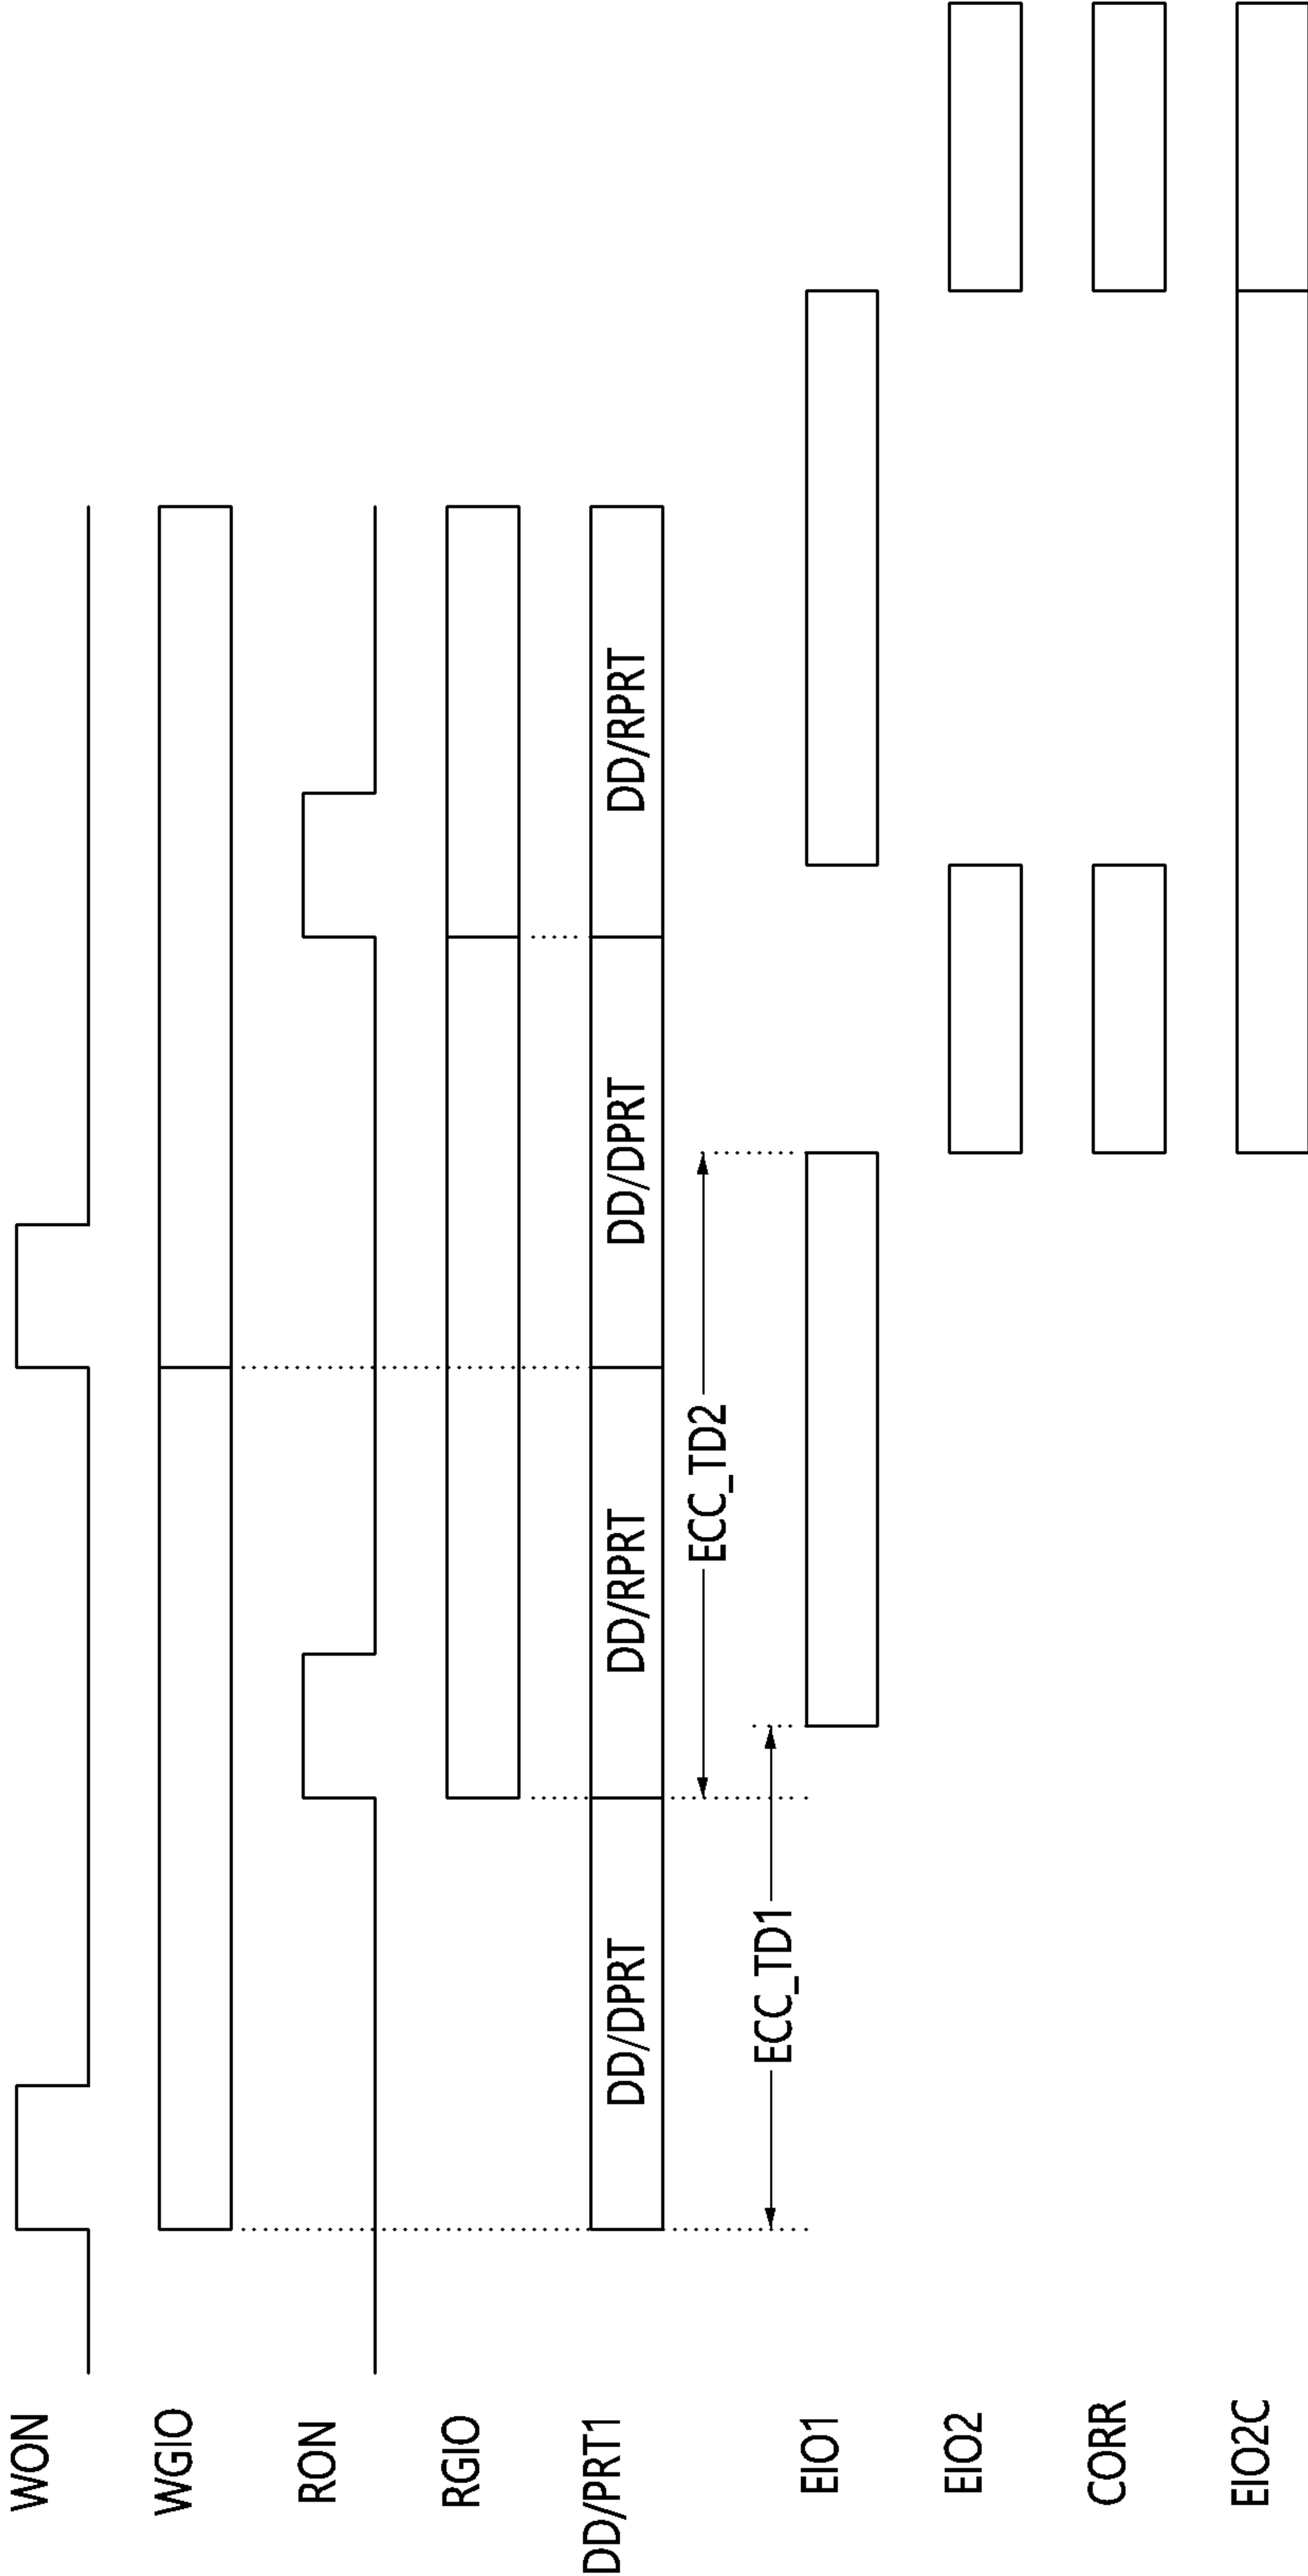 WON
WGIO
RON
RGIO
DD/PRT1
DD/DPRT
DD/RPRT
DD/DPRT
DD/RPRT
ECC_TD2
ECC_TD1
EIO1
EIO2
CORR
EIO2C